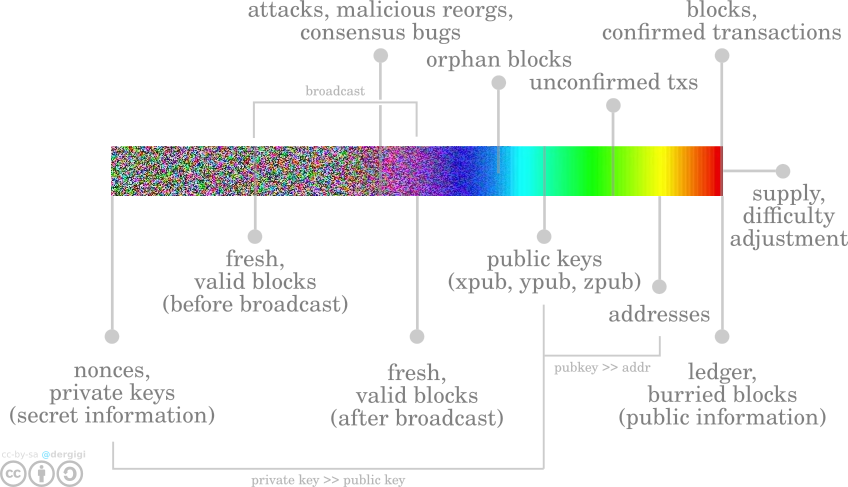 attacks, malicious reorgs,
consensus bugs
blocks,
confirmed transactions
orphan blocks
unconfirmed txs
broadcast
supply,
difficulty
adjustment
fresh,
valid blocks
(before broadcast)
public keys
(xpub, ypub, zpub)
addresses
nonces,
private keys
(secret information)
fresh,
valid blocks
(after broadcast)
pubkey >> addr
ledger,
burried blocks
(public information)
cc-by-sa @dergigi
cc
private key >> public key